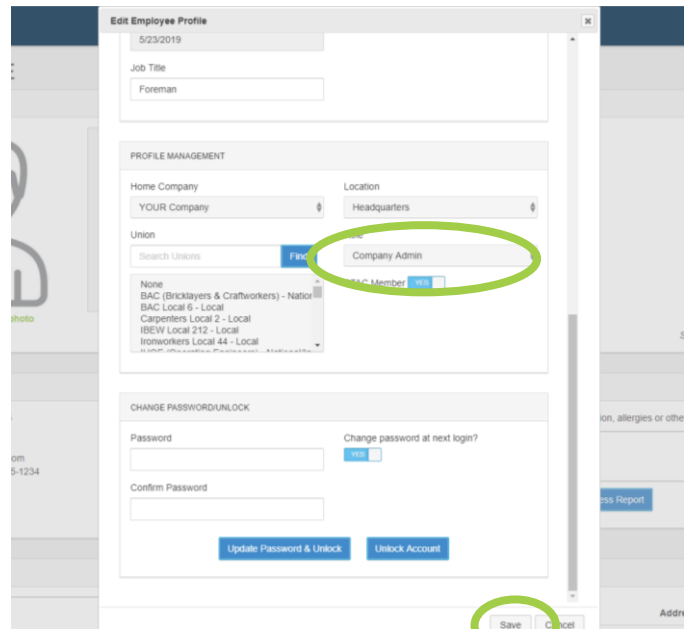 Edit Employee Profile
5/23/2019
Job Title
Foreman
PROFILE MANAGEMENT
Home Company
Location
YOUR Company
Headquarters
Union
Search Unions
Find
Company Admin
Member YES
None
BAC (Bricklayers & Craftworkers) - Nation
BAC Local 6 - Local
Carpenters Local 2 - Local
IBEW Local 212 - Local
Ironworkers Local 44 - Local
photo
CHANGE PASSWORD/UNLOCK
ion, allergies or othe
Password
Change password at next login?
YES
om
5-1234
Confirm Password
ess Report
Update Password & Unlock
Unlock Account
Addre
Save
Cancel